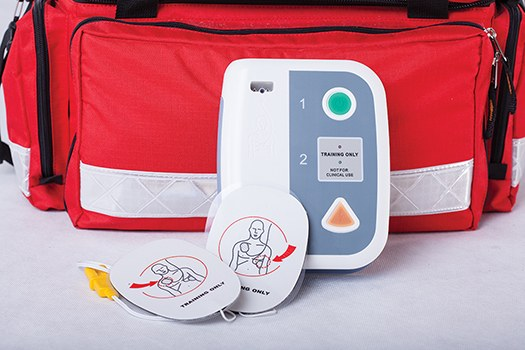 1
2
TRAINING ONLY
NOT FOR
CLINICAL USE
TRAINING ONLY
TRAINING ONLY